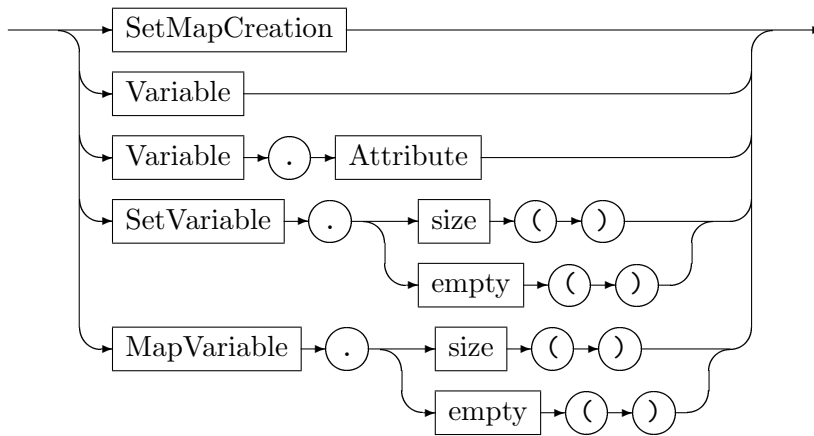 SetMapCreation
Variable
Variable . Attribute
SetVariable . size ( )
empty ( )
MapVariable . size ( )
empty ( )